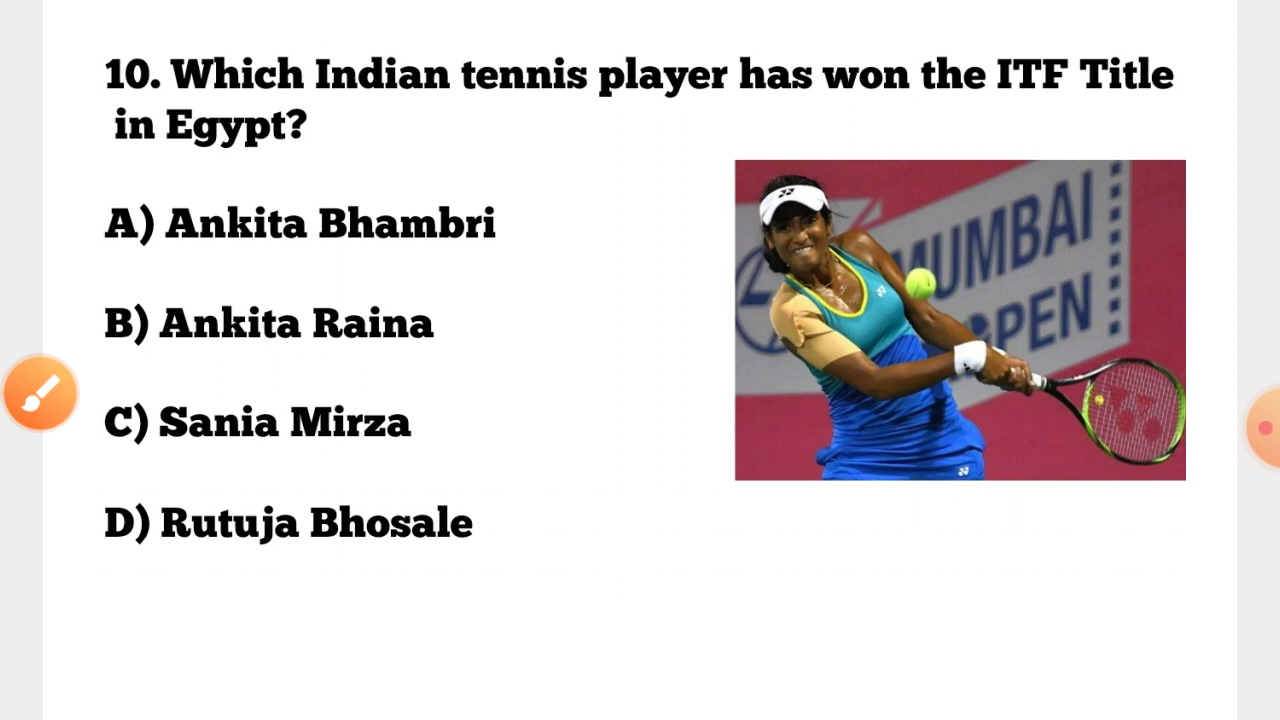 10. Which Indian tennis player has won the ITF Title
in Egypt?
A) Ankita Bhambri
B) Ankita Raina
C) Sania Mirza
D) Rutuja Bhosale
MUMBAI
OPEN